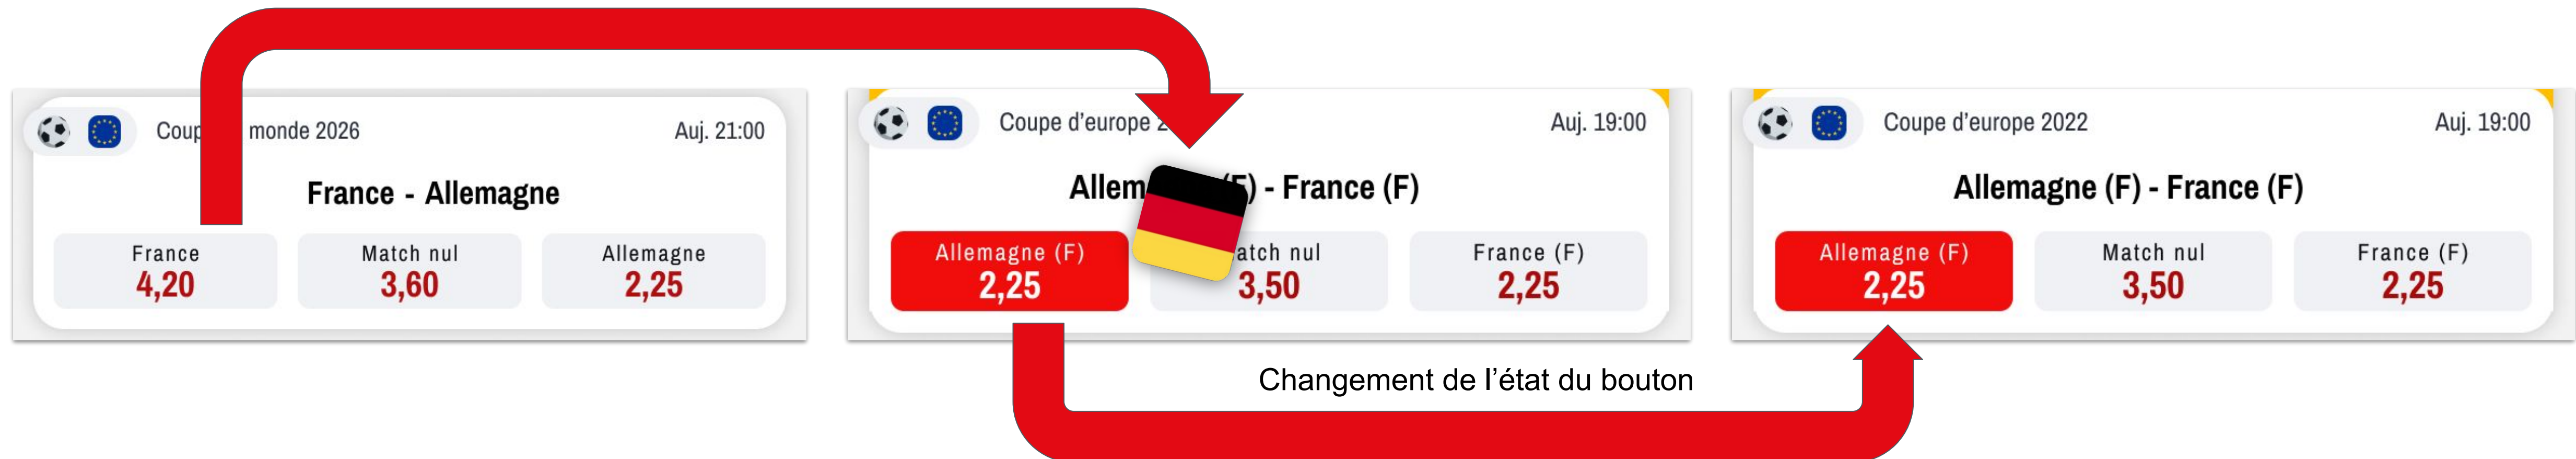 Coup monde 2026
Auj. 21:00
France - Allemagne
France
4,20
Match nul
3,60
Allemagne
2,25
Coupe d'europe 2
Auj. 19:00
Allem F) - France (F)
Allemagne (F)
2,25
atch nul
3,50
France (F)
2,25
Coupe d'europe 2022
Auj. 19:00
Allemagne (F) - France (F)
Allemagne (F)
2,25
Match nul
3,50
France (F)
2,25
Changement de l'état du bouton